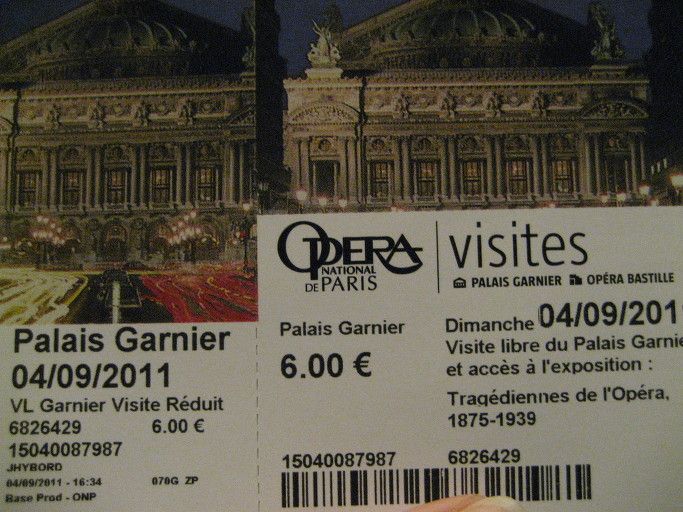 Palais Garnier
04/09/2011
VL Garnier Visite Réduit
6826429 6.00 €
15040087987
JHYBORD
04/09/2011 - 16:34 070G ZP
Base Prod - ONP
OPERA
NATIONAL
DE PARIS
visites
PALAIS GARNIER OPÉRA BASTILLE
Palais Garnier
6.00 €
Dimanche 04/09/201
Visite libre du Palais Garnie
et accès à l'exposition :
Tragédiennes de l'Opéra,
1875-1939
15040087987 6826429